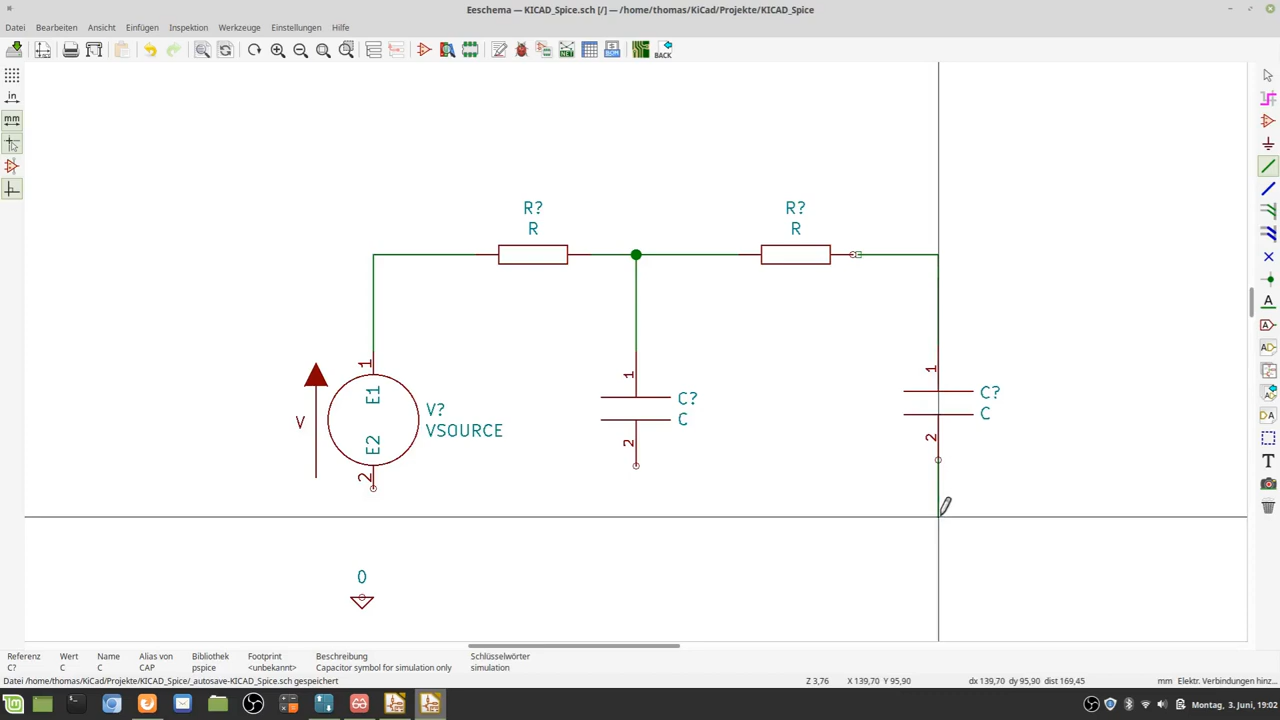 Eeschema — KICAD_Spice.sch [/] — /home/thomas/KiCad/Projekte/KICAD_Spice
Datei Bearbeiten Ansicht Einfügen Inspektion Werkzeuge Einstellungen Hilfe
BOM BACK
in
mm
R? R?
R R
1
1
1
E1
V
V?
VSOURCE
C?
C
C?
C
E2
2
2
2
0
A
A
T
Referenz Wert Name Alias von Bibliothek Footprint Beschreibung Schlüsselwörter
C? C C CAP pspice <unbekannt> Capacitor symbol for simulation only simulation
Datei /home/thomas/KiCad/Projekte/KICAD_Spice/_autosave-KICAD_Spice.sch gespeichert Z 3,76 X 139,70 Y 95,90 dx 139,70 dy 95,90 dist 169,45 mm Elektr. Verbindungen hinz...
Montag, 3. Juni, 19:02